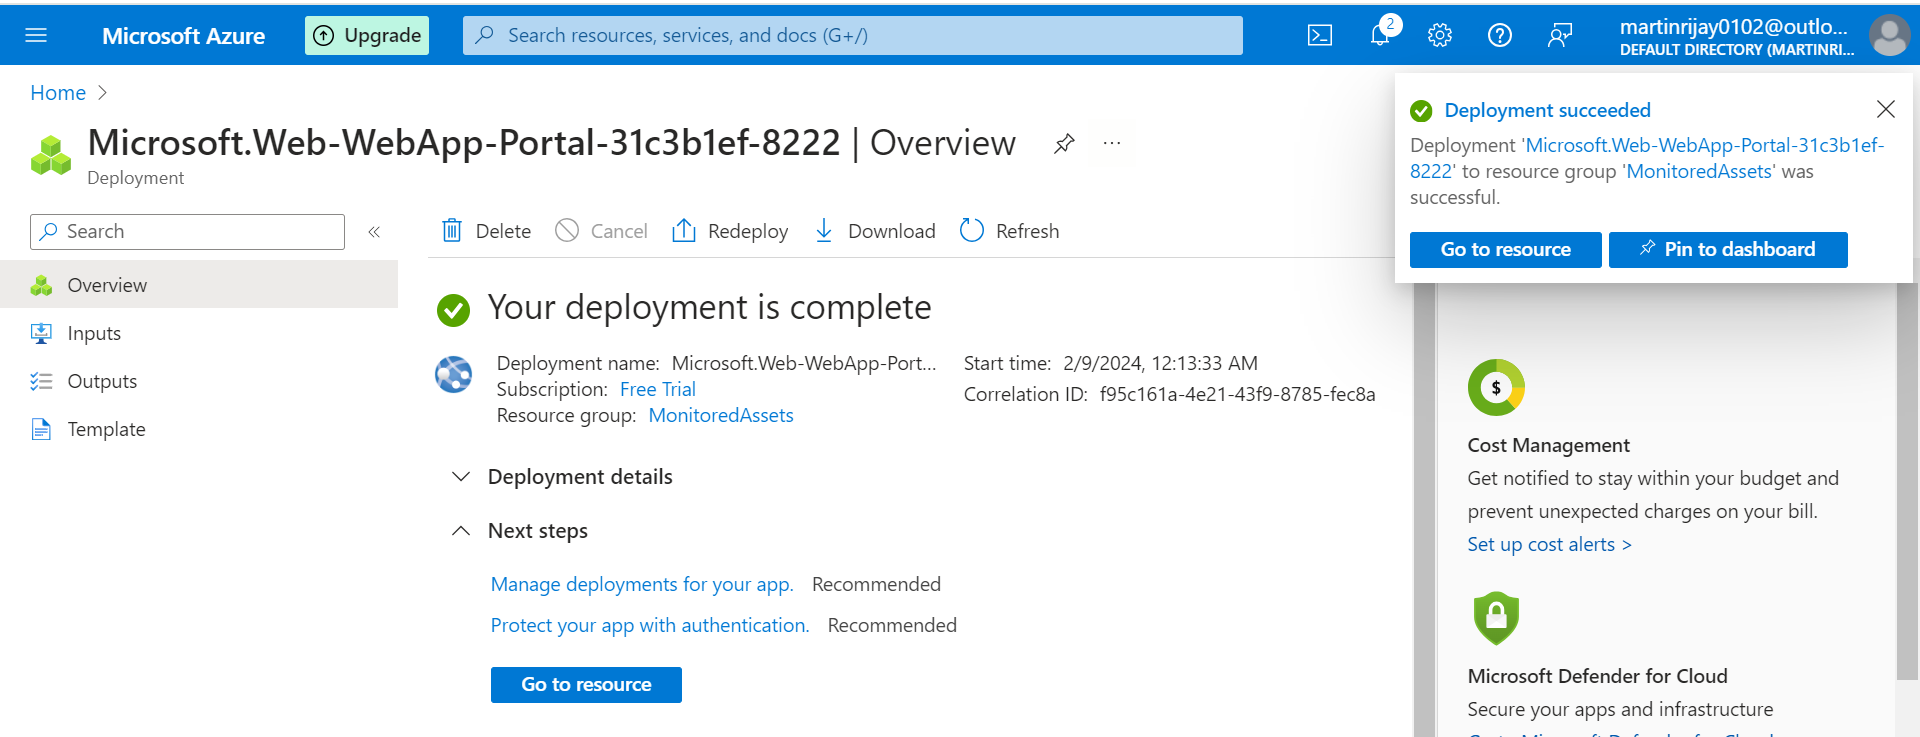 Microsoft Azure
Upgrade
Search resources, services, and docs (G+/)
2
martinrijay0102@outlo...
DEFAULT DIRECTORY (MARTINRI...
Home
Microsoft.Web-WebApp-Portal-31c3b1ef-8222 | Overview
...
Deployment
Deployment succeeded
Deployment 'Microsoft.Web-WebApp-Portal-31c3b1ef-
8222' to resource group 'MonitoredAssets' was
successful.
Go to resource
Pin to dashboard
Search
«
Delete
Cancel
Redeploy
Download
Refresh
Overview
Inputs
Outputs
Template
Your deployment is complete
Deployment name: Microsoft.Web-WebApp-Port...
Subscription: Free Trial
Resource group: MonitoredAssets
Start time: 2/9/2024, 12:13:33 AM
Correlation ID: f95c161a-4e21-43f9-8785-fec8a
Deployment details
Next steps
Manage deployments for your app. Recommended
Protect your app with authentication. Recommended
Go to resource
$
Cost Management
Get notified to stay within your budget and
prevent unexpected charges on your bill.
Set up cost alerts >
Microsoft Defender for Cloud
Secure your apps and infrastructure